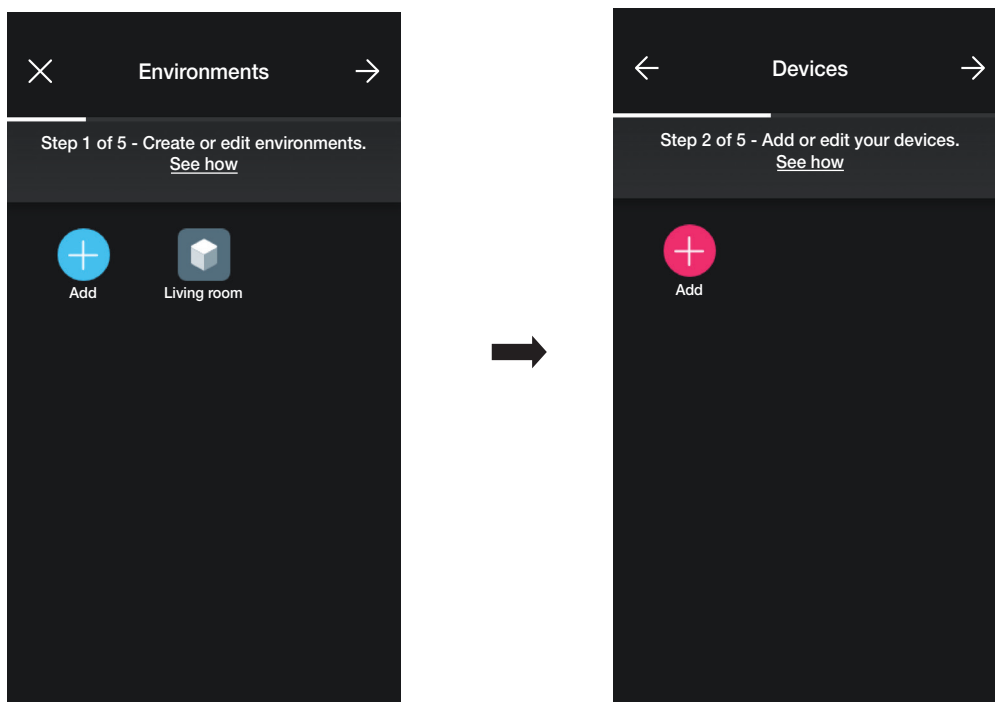 Environments
Step 1 of 5 - Create or edit environments.
See how
Add
Living room
Devices
Step 2 of 5 - Add or edit your devices.
See how
Add